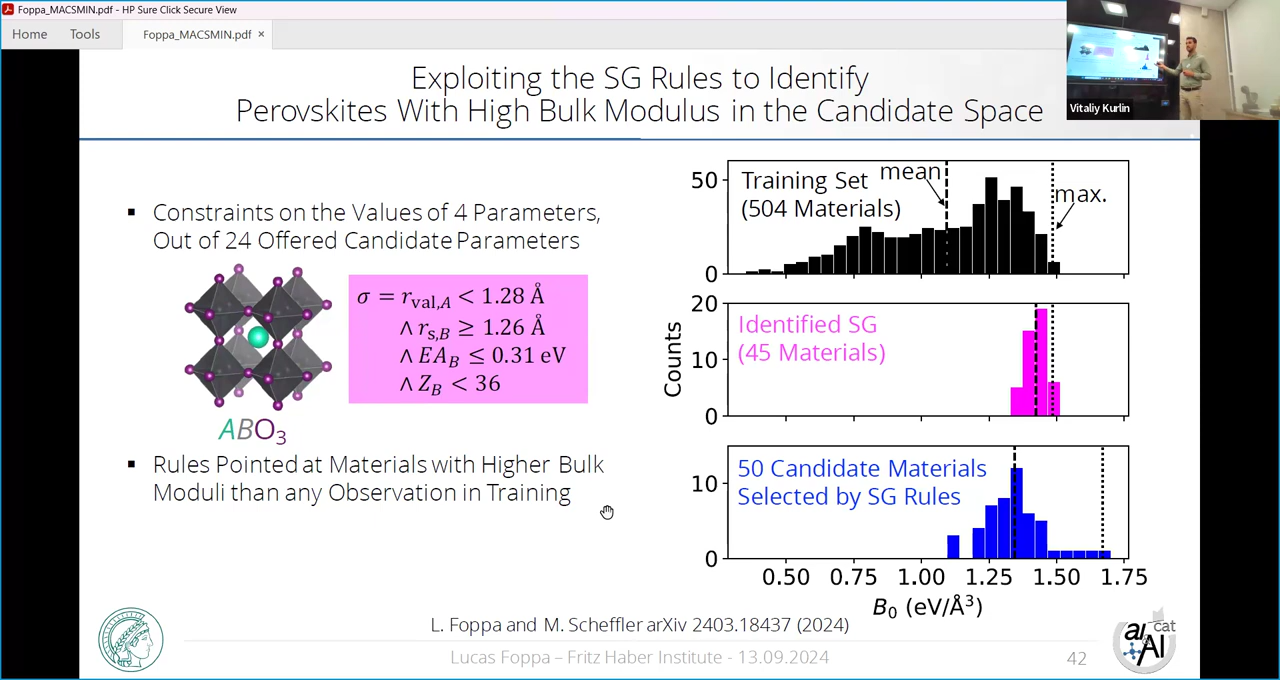 Foppa_MACSMIN.pdf - HP Sure Click Secure View
Home
Tools
Foppa_MACSMIN.pdf
×
Vitaliy Kurlin
Exploiting the SG Rules to Identify
Perovskites With High Bulk Modulus in the Candidate Space
▪ Constraints on the Values of 4 Parameters,
Out of 24 Offered Candidate Parameters
σ = r_val,A < 1.28 Å
∧ r_s,B ≥ 1.26 Å
∧ EA_B ≤ 0.31 eV
∧ Z_B < 36
ABO₃
▪ Rules Pointed at Materials with Higher Bulk
Moduli than any Observation in Training
50
0
Training Set
(504 Materials)
mean
max.
20
10
0
Identified SG
(45 Materials)
Counts
10
0
50 Candidate Materials
Selected by SG Rules
0.50 0.75 1.00 1.25 1.50 1.75
B₀ (eV/Å³)
L. Foppa and M. Scheffler arXiv 2403.18437 (2024)
Lucas Foppa – Fritz Haber Institute - 13.09.2024
42
ai
cat
AI